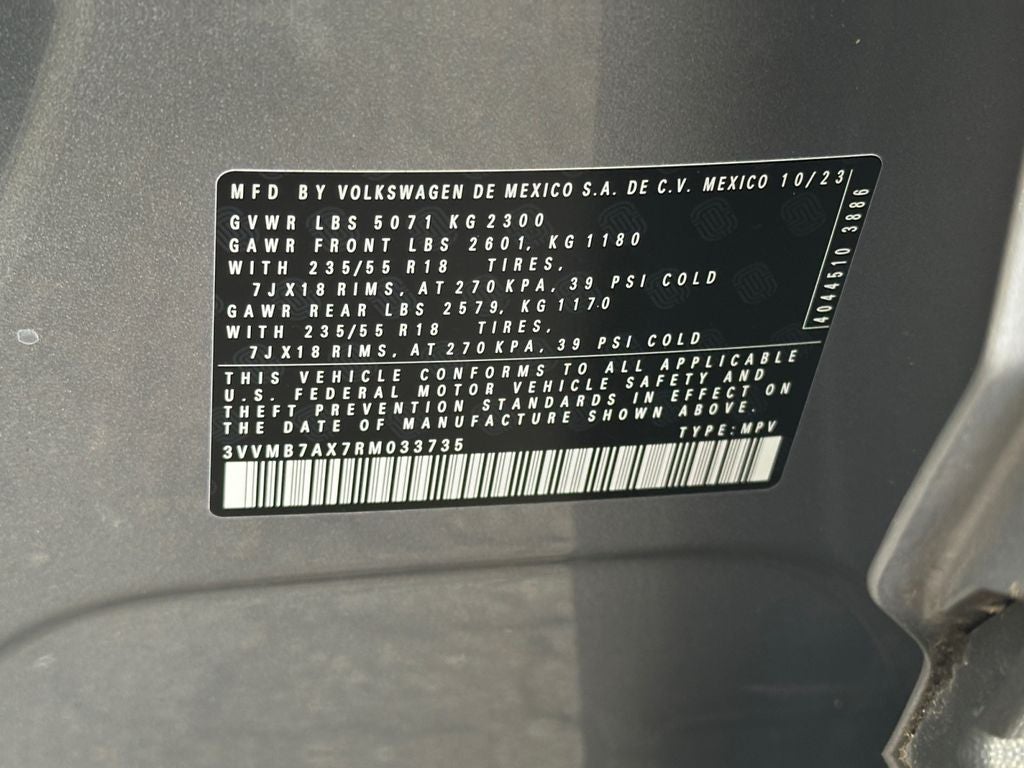 MFD BY VOLKSWAGEN DE MEXICO S.A. DE C.V. MEXICO 10/23
GVWR LBS 5071 KG 2300
GAWR FRONT LBS 2601, KG 1180
WITH 235/55 R18 TIRES,
7JX18 RIMS, AT 270 KPA, 39 PSI COLD
GAWR REAR LBS 2579, KG 1170
WITH 235/55 R18 TIRES,
7JX18 RIMS, AT 270 KPA, 39 PSI COLD
4044510 3886
THIS VEHICLE CONFORMS TO ALL APPLICABLE
U.S. FEDERAL MOTOR VEHICLE SAFETY AND
THEFT PREVENTION STANDARDS IN EFFECT ON
THE DATE OF MANUFACTURE SHOWN ABOVE.
TYPE: MPV
3VVMB7AX7RM033735